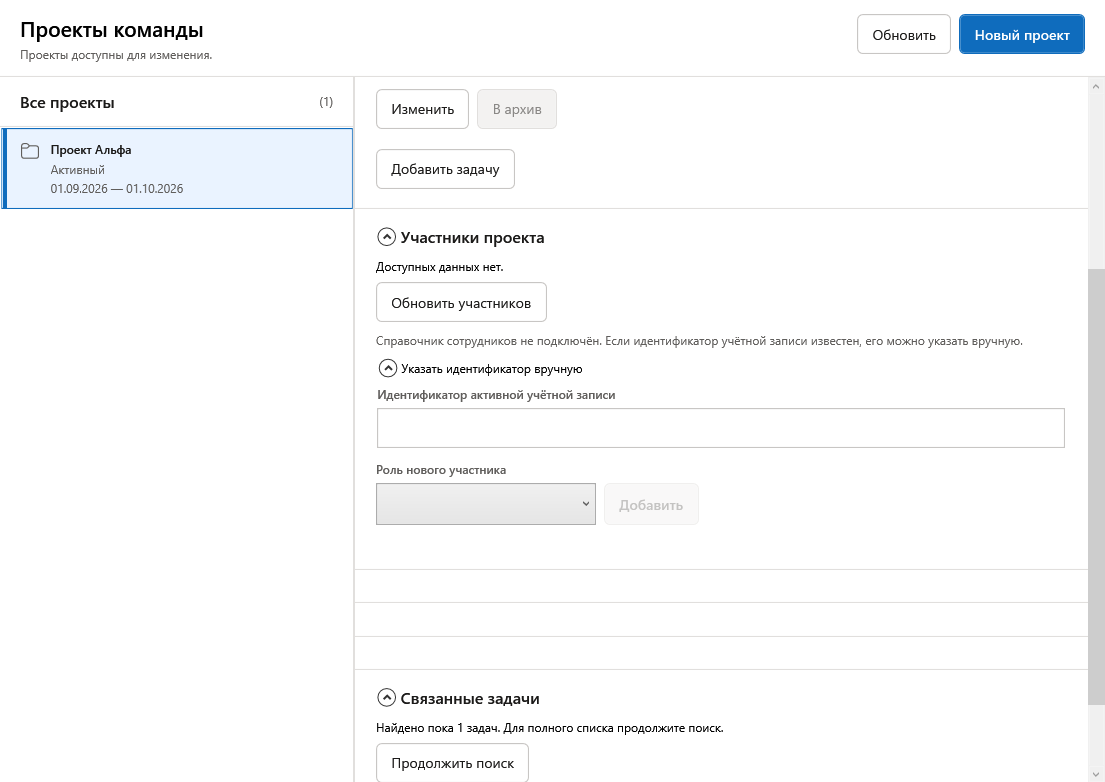 Проекты команды
Проекты доступны для изменения.
Обновить
Новый проект
Все проекты
(1)
Проект Альфа
Активный
01.09.2026 — 01.10.2026
Изменить
В архив
Добавить задачу
Участники проекта
Доступных данных нет.
Обновить участников
Справочник сотрудников не подключён. Если идентификатор учётной записи известен, его можно указать вручную.
Указать идентификатор вручную
Идентификатор активной учётной записи
Роль нового участника
Добавить
Связанные задачи
Найдено пока 1 задач. Для полного списка продолжите поиск.
Продолжить поиск